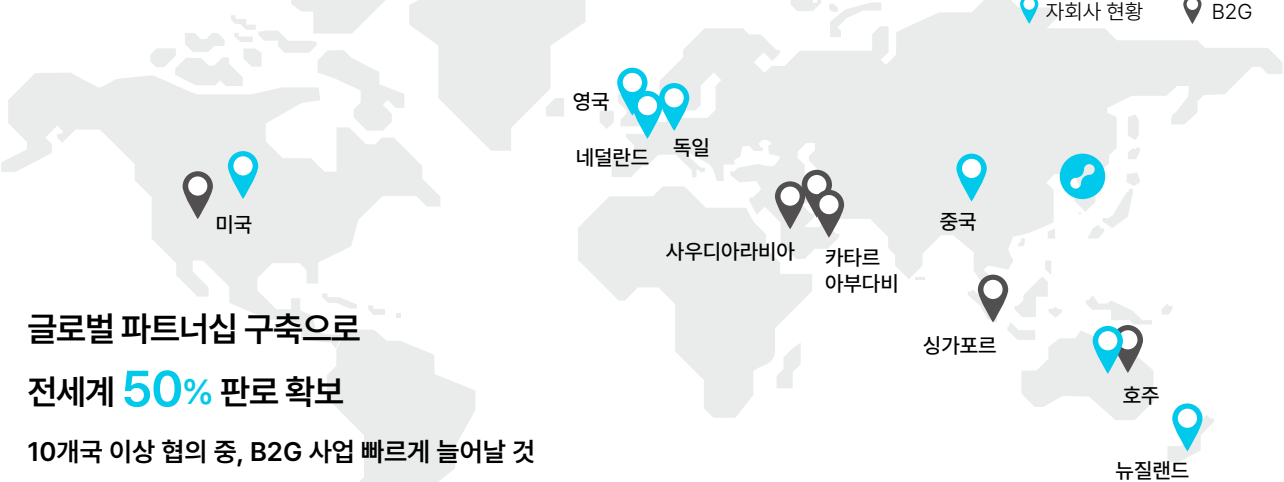 자회사 현황
B2G
영국
네덜란드
독일
미국
사우디아라비아
카타르
아부다비
중국
싱가포르
호주
뉴질랜드
글로벌 파트너십 구축으로
전세계 50% 판로 확보
10개국 이상 협의 중, B2G 사업 빠르게 늘어날 것